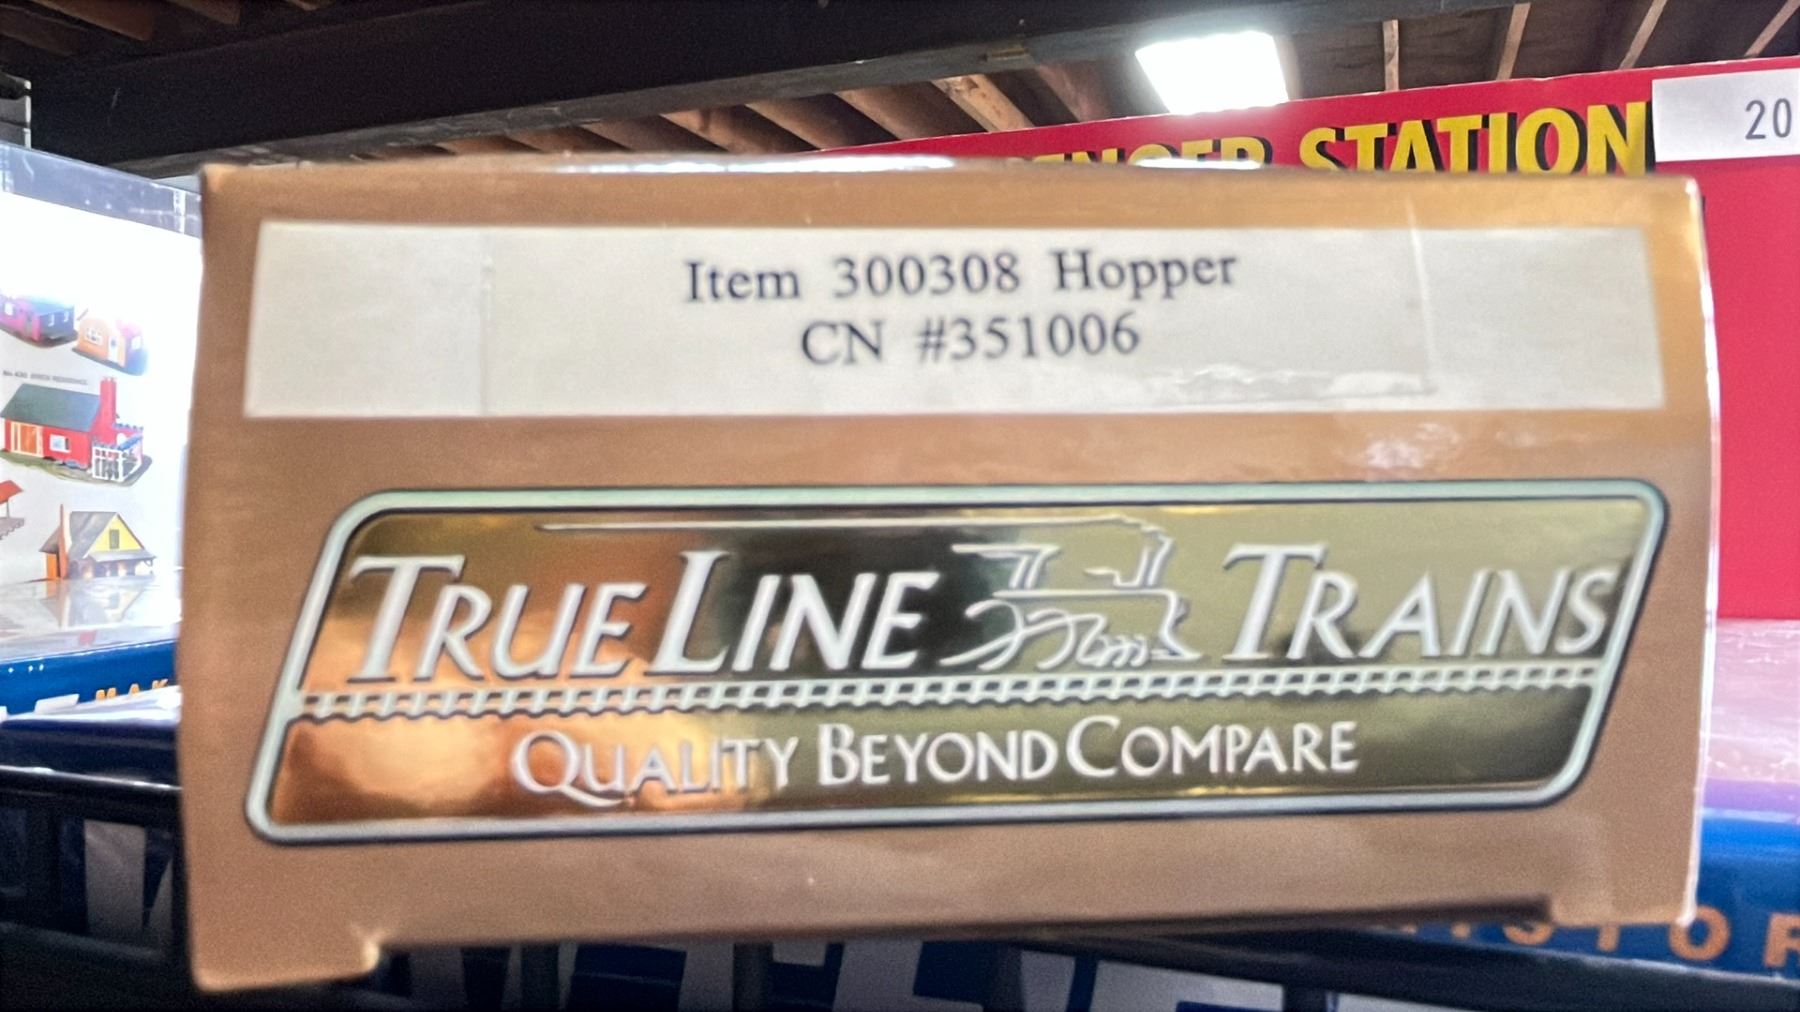 STATION
20
Item 300308 Hopper
CN #351006
TRUE LINE TRAINS
QUALITY BEYOND COMPARE